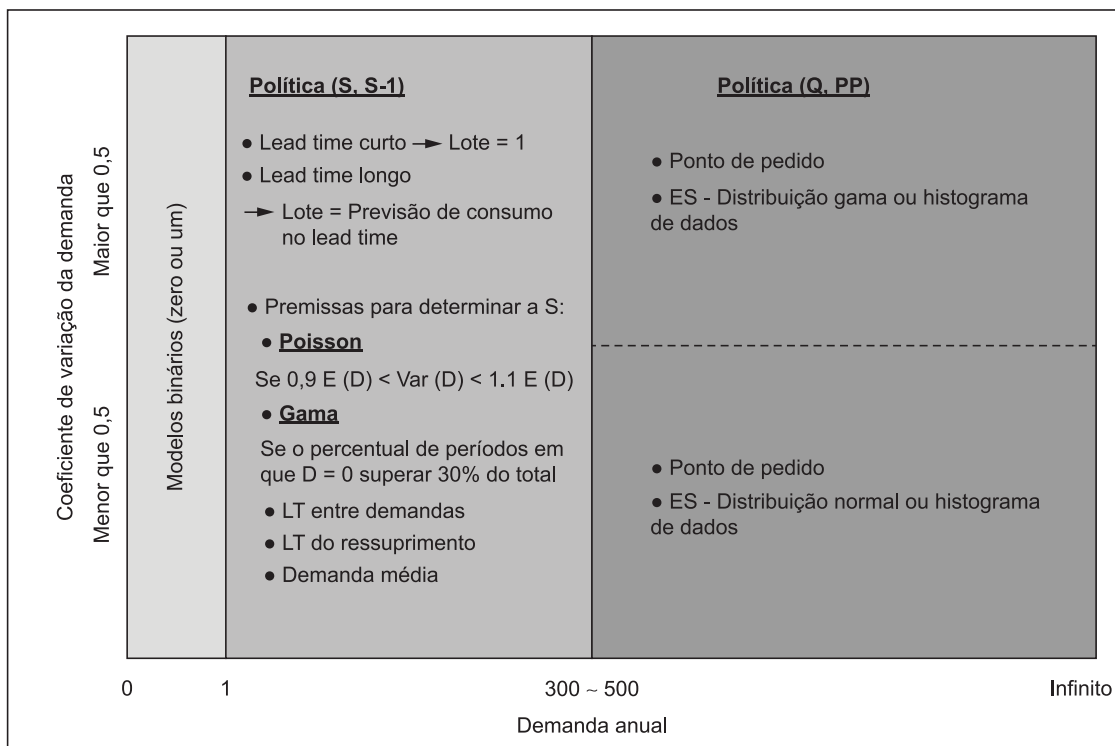 Coeficiente de variação da demanda
Maior que 0,5
Menor que 0,5
Modelos binários (zero ou um)
Política (S, S-1)
● Lead time curto → Lote = 1
● Lead time longo
→ Lote = Previsão de consumo
no lead time
● Premissas para determinar a S:
● Poisson
Se 0,9 E (D) < Var (D) < 1.1 E (D)
● Gama
Se o percentual de períodos em
que D = 0 superar 30% do total
● LT entre demandas
● LT do ressuprimento
● Demanda média
Política (Q, PP)
● Ponto de pedido
● ES - Distribuição gama ou histograma
de dados
● Ponto de pedido
● ES - Distribuição normal ou histograma
de dados
0 1 300 ~ 500 Infinito
Demanda anual